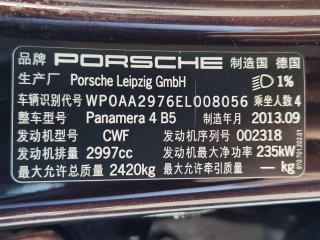 品牌 PORSCHE 制造国 德国
生产厂 Porsche Leipzig GmbH 1%
车辆识别代号 WP0AA2976EL008056 乘坐人数 4
整车型号 Panamera 4 B5 制造年月 2013.09
发动机型号 CWF 发动机序列号 002318
发动机排量 2997cc 发动机最大净功率 235kW
最大允许总质量 2420kg 最大允许牵引质量 — kg